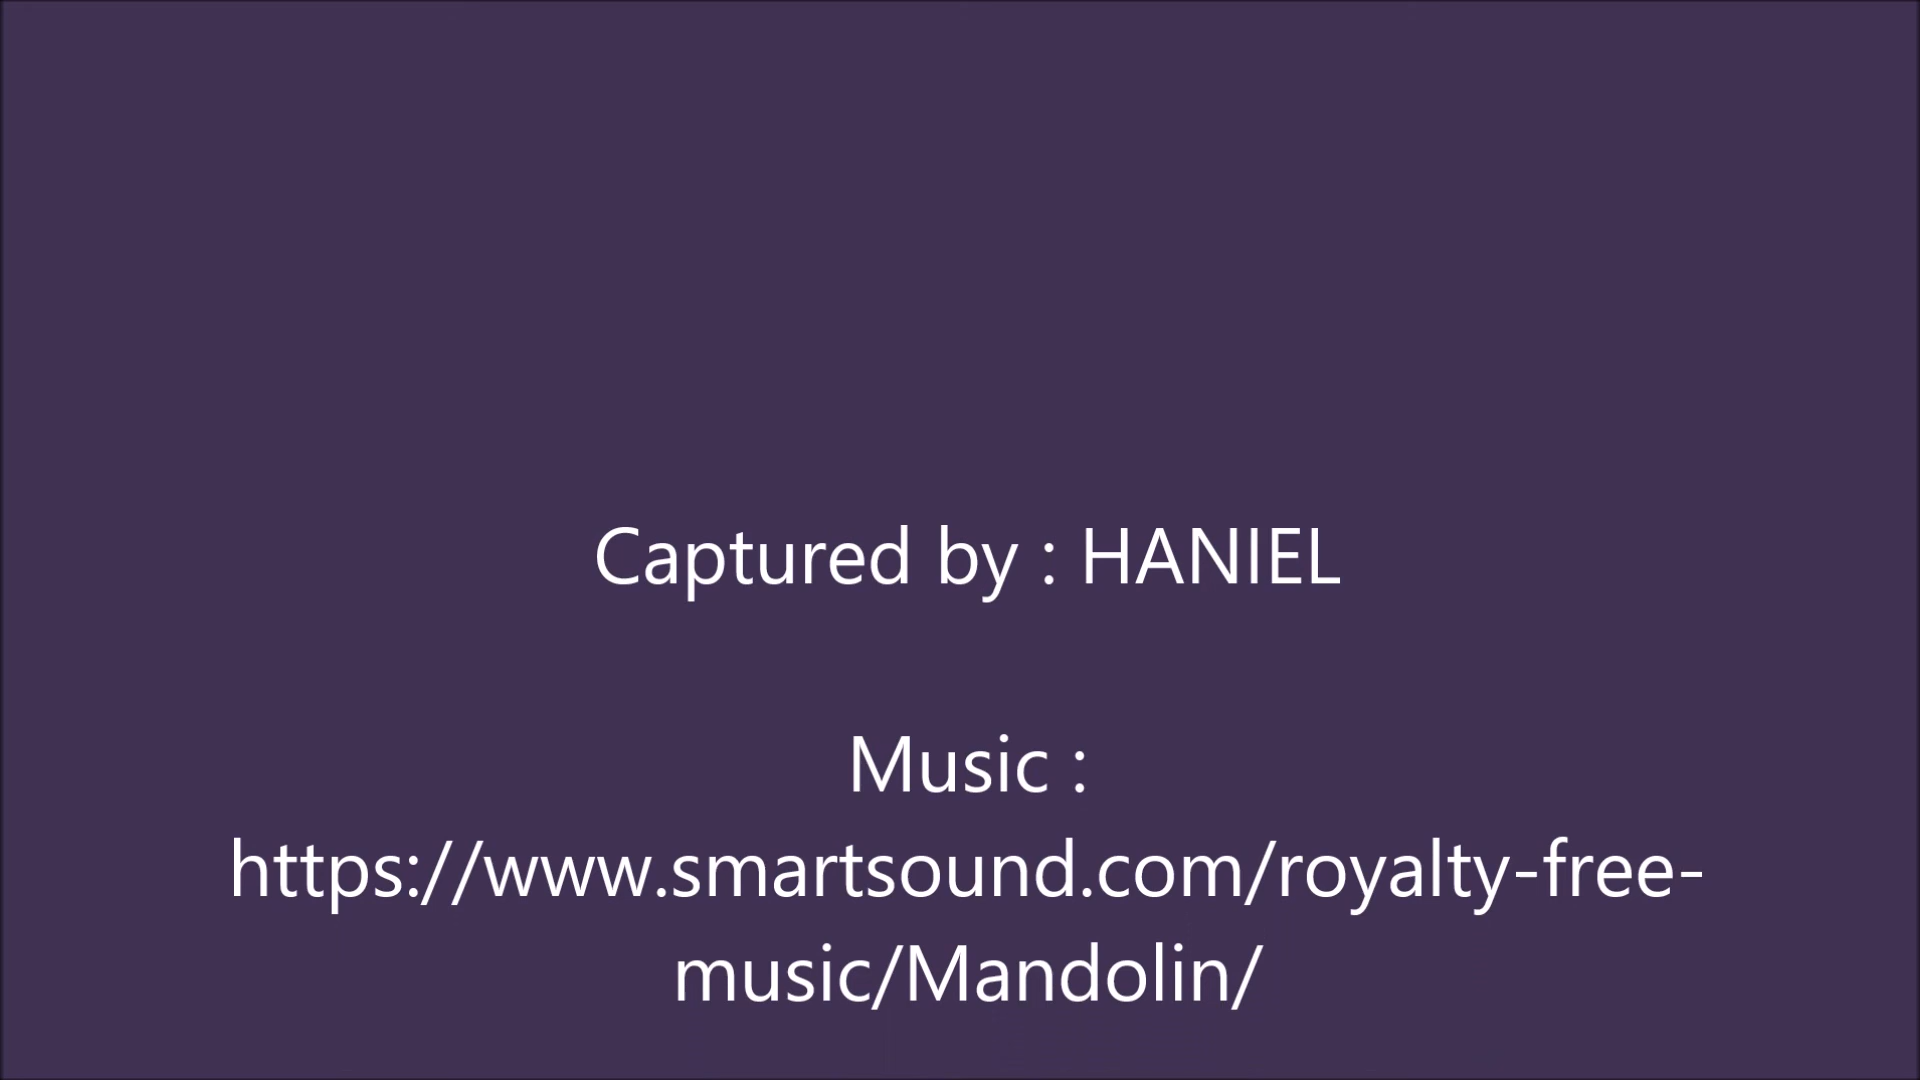 Captured by : HANIEL
Music :
https://www.smartsound.com/royalty-free-
music/Mandolin/